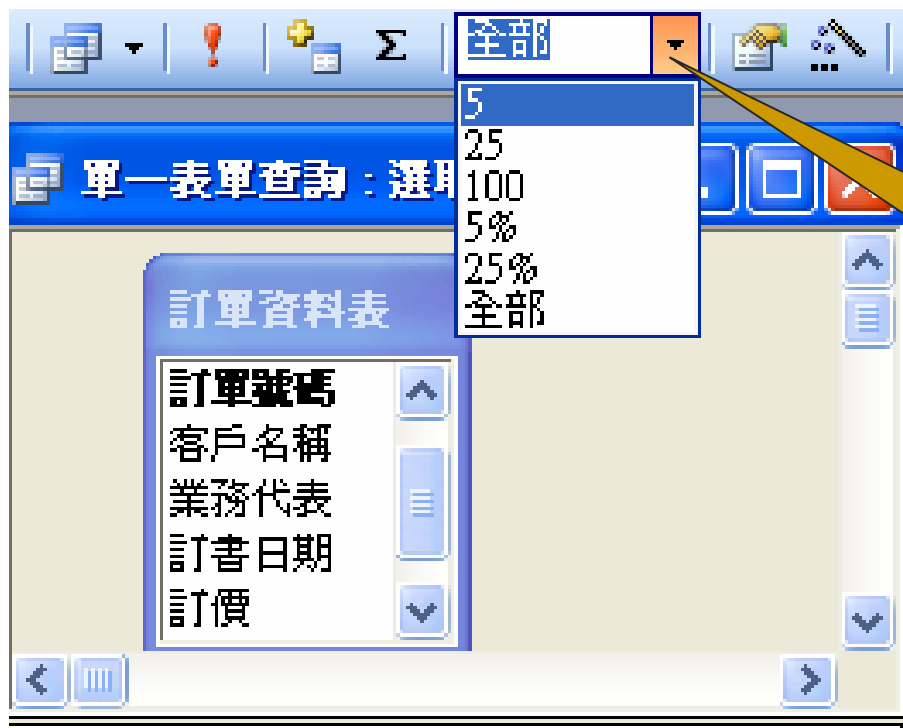 Σ
全部
5
25
100
5%
25%
全部
單一表單查詢 : 選
訂單資料表
訂單號碼
客戶名稱
業務代表
訂書日期
訂價